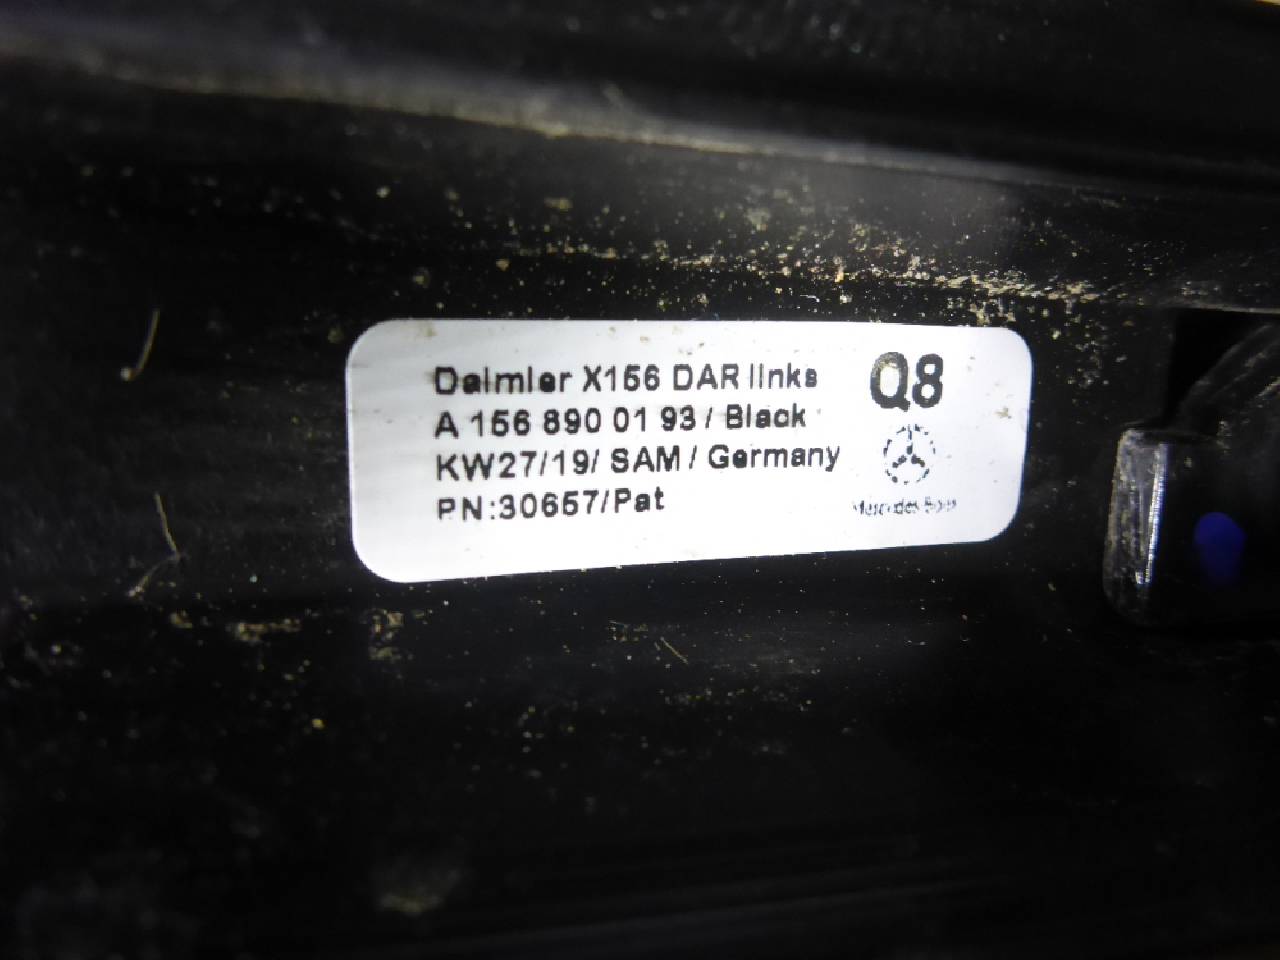 Daimler X156 DAR links
Q8
A 156 890 01 93 / Black
KW27/19/ SAM / Germany
PN:30657/Pat
Mercedes-Benz